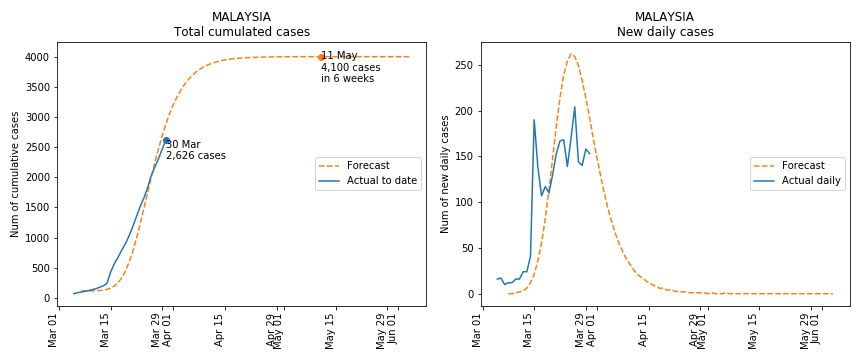 MALAYSIA
Total cumulated cases
Num of cumulative cases
4000
3500
3000
2500
2000
1500
1000
500
0
11 May
4,100 cases
in 6 weeks
30 Mar
2,626 cases
Forecast
Actual to date
Mar 01
Mar 15
Mar 29
Apr 01
Apr 15
Apr 29
May 01
May 15
May 29
Jun 01
MALAYSIA
New daily cases
Num of new daily cases
250
200
150
100
50
0
Forecast
Actual daily
Mar 01
Mar 15
Mar 29
Apr 01
Apr 15
Apr 29
May 01
May 15
May 29
Jun 01